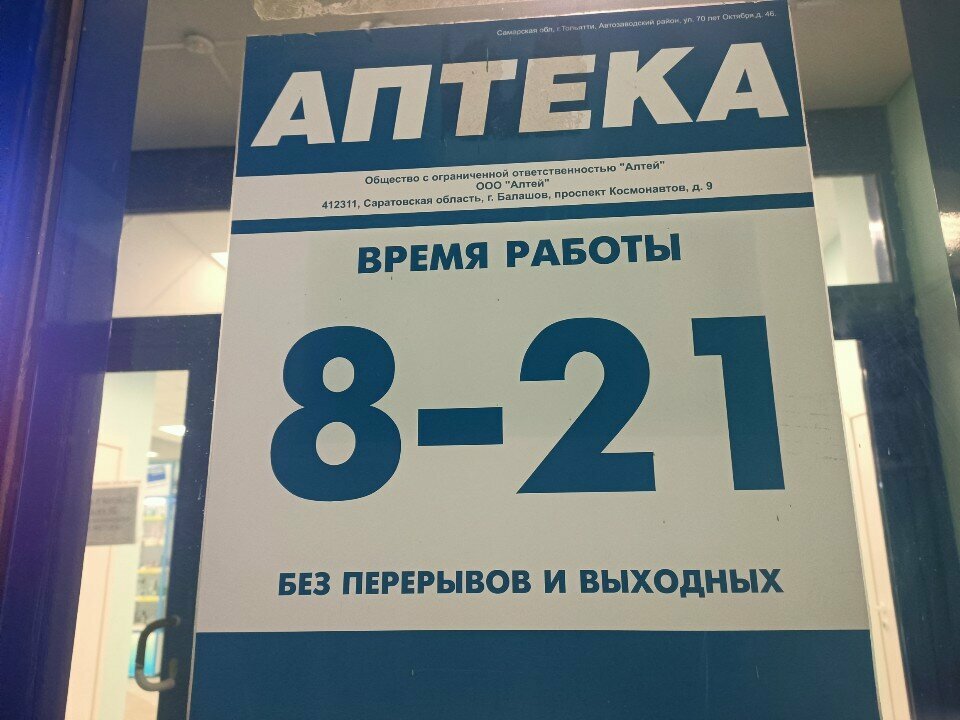 Самарская обл, г.Тольятти, Автозаводский район, ул. 70 лет Октября,д. 46.
АПТЕКА
Общество с ограниченной ответственностью "Алтей"
ООО "Алтей"
412311, Саратовская область, г. Балашов, проспект Космонавтов, д. 9
ВРЕМЯ РАБОТЫ
8-21
БЕЗ ПЕРЕРЫВОВ И ВЫХОДНЫХ